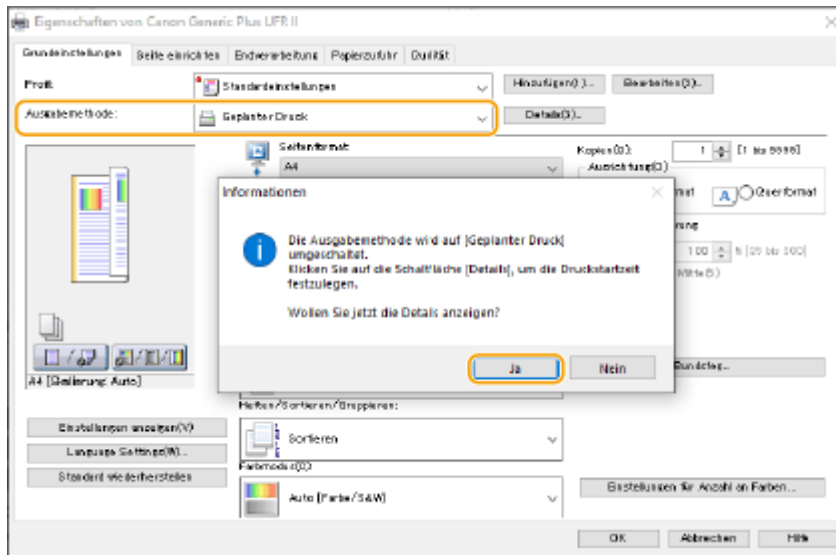 Eigenschaften von Canon Generic Plus UFR II
Grundeinstellungen Seite einrichten Endverarbeitung Papierzufuhr Qualität
Profil: Standardeinstellungen Hinzufügen(1)... Bearbeiten(2)...
Ausgabemethode: Geplanter Druck Details(3)...
Seitenformat: Kopien(Q): 1 [1 bis 9999]
A4 Ausrichtung(O)
Informationen
A Querformat
Die Ausgabemethode wird auf [Geplanter Druck]
umgeschaltet.
100 % [25 bis 200]
Klicken Sie auf die Schaltfläche [Details], um die Druckstartzeit
festzulegen.
Wollen Sie jetzt die Details anzeigen?
Ja Nein
A4 [Skalierung: Auto]
Heften/Sortieren/Gruppieren:
Einstellungen anzeigen(V)
Sortieren
Language Settings(W)...
Standard wiederherstellen
Auto [Farbe/S&W]
Einstellungen für Anzahl an Farben...
OK Abbrechen Hilfe